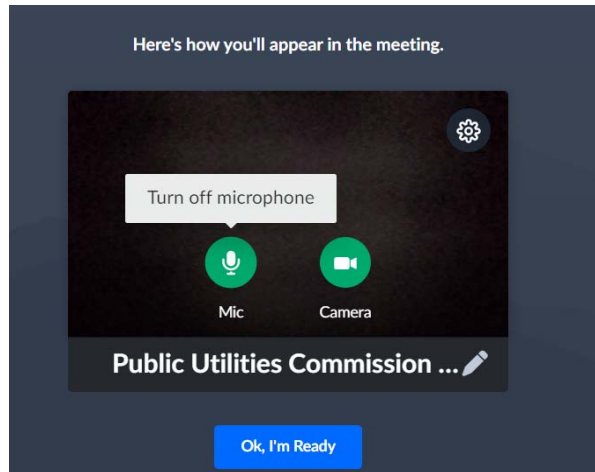 Here's how you'll appear in the meeting.
Turn off microphone
Mic Camera
Public Utilities Commission ...
Ok, I'm Ready